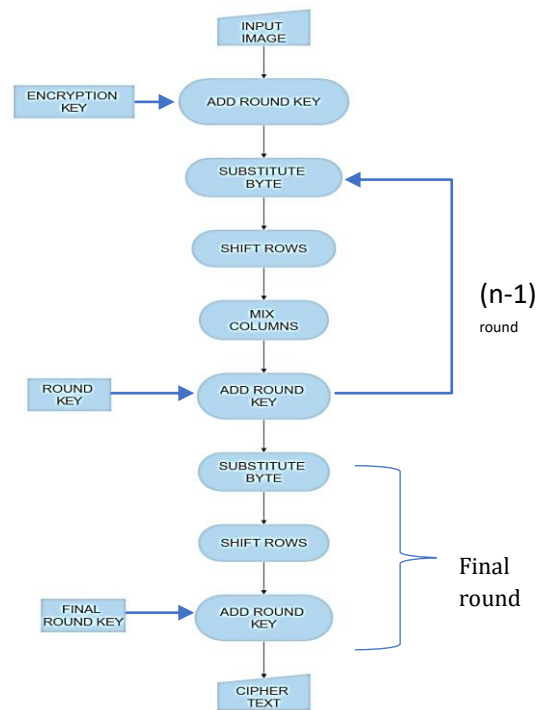 INPUT
IMAGE
ENCRYPTION
KEY
ADD ROUND KEY
SUBSTITUTE
BYTE
SHIFT ROWS
(n-1)
round
MIX
COLUMNS
ROUND
KEY
ADD ROUND
KEY
SUBSTITUTE
BYTE
SHIFT ROWS
Final
round
FINAL
ROUND KEY
ADD ROUND
KEY
CIPHER
TEXT